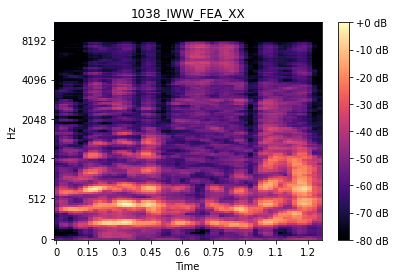 1038_IWW_FEA_XX
8192
4096
2048
1024
512
0
Hz
0 0.15 0.3 0.45 0.6 0.75 0.9 1.1 1.2
Time
+0 dB
-10 dB
-20 dB
-30 dB
-40 dB
-50 dB
-60 dB
-70 dB
-80 dB